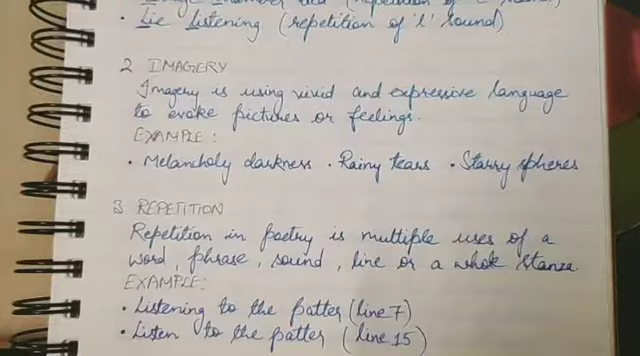 • Lie Listening (repetition of 'l' sound)
2 IMAGERY
Imagery is using vivid and expressive language
to evoke pictures or feelings.
EXAMPLE:
• Melancholy darkness • Rainy tears • Starry spheres
3 REPETITION
Repetition in poetry is multiple uses of a
word, phrase, sound, line or a whole stanza.
EXAMPLE:
• Listening to the patter (line 7)
• Listen to the patter (line 15)